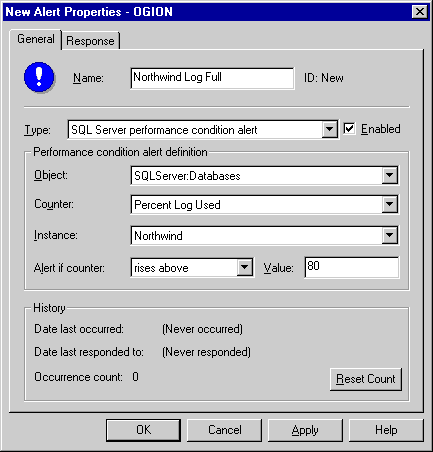 New Alert Properties - OGION
General Response
Name: Northwind Log Full ID: New
Type: SQL Server performance condition alert Enabled
Performance condition alert definition
Object: SQLServer:Databases
Counter: Percent Log Used
Instance: Northwind
Alert if counter: rises above Value: 80
History
Date last occurred: (Never occurred)
Date last responded to: (Never responded)
Occurrence count: 0
Reset Count
OK Cancel Apply Help